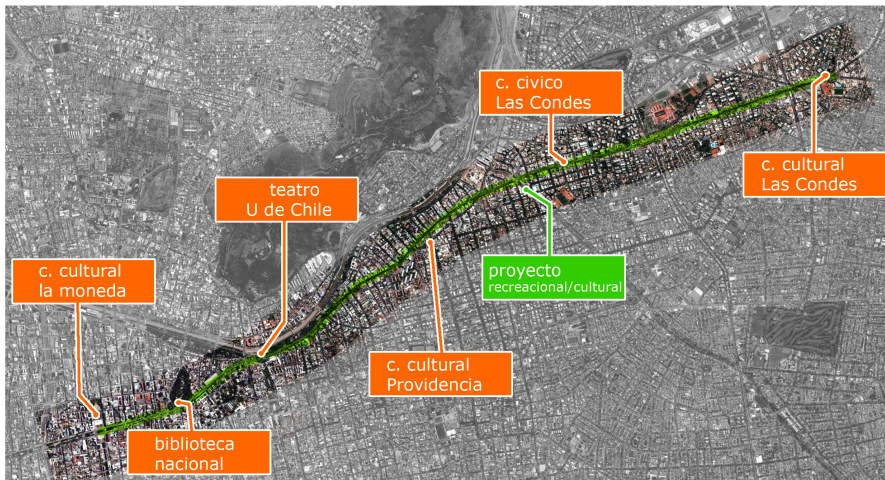 c. civico
Las Condes
c. cultural
Las Condes
teatro
U de Chile
proyecto
recreacional/cultural
c. cultural
la moneda
c. cultural
Providencia
biblioteca
nacional